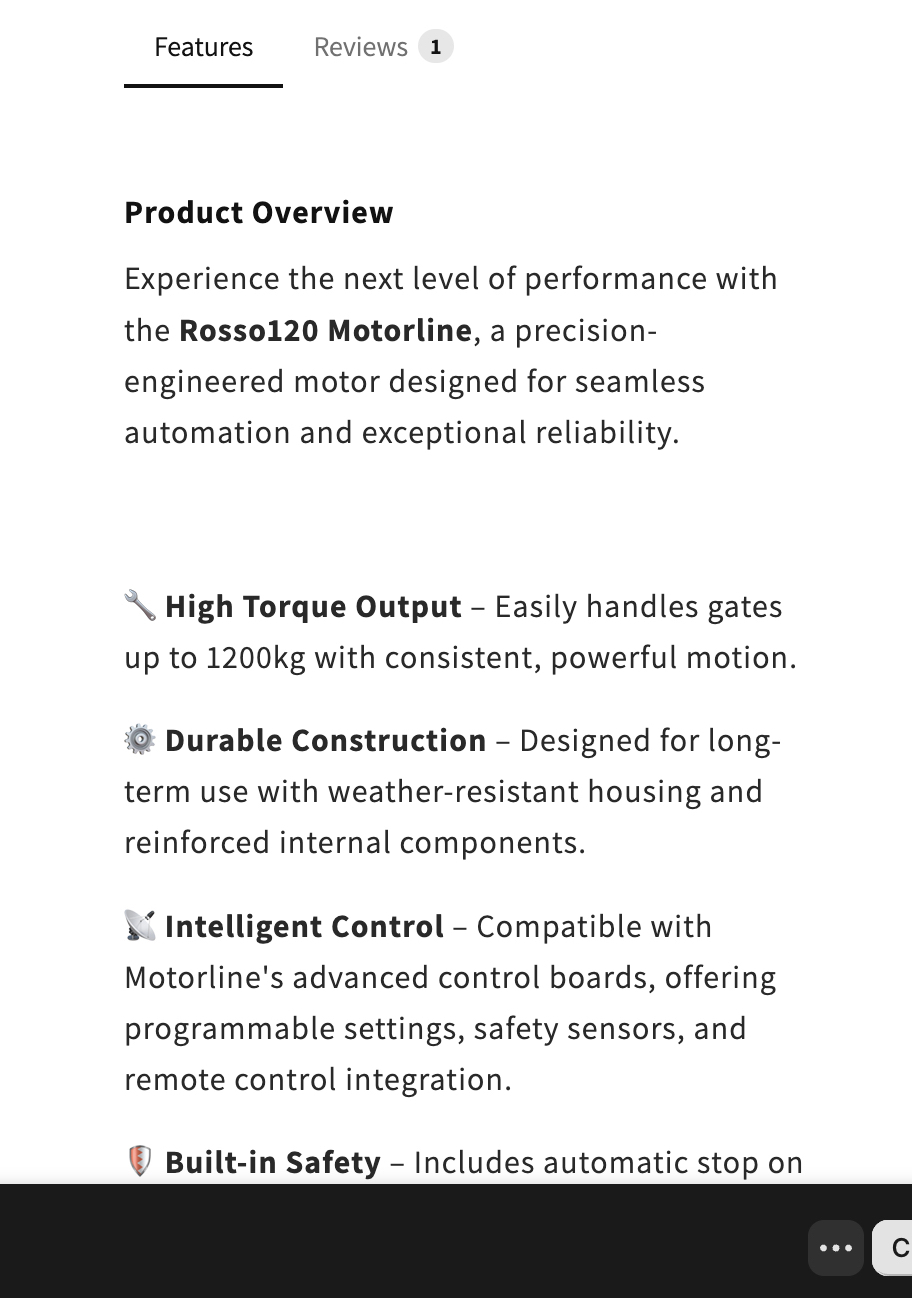 Features Reviews 1
Product Overview
Experience the next level of performance with
the Rosso120 Motorline, a precision-
engineered motor designed for seamless
automation and exceptional reliability.
🔧 High Torque Output – Easily handles gates
up to 1200kg with consistent, powerful motion.
⚙️ Durable Construction – Designed for long-
term use with weather-resistant housing and
reinforced internal components.
📡 Intelligent Control – Compatible with
Motorline's advanced control boards, offering
programmable settings, safety sensors, and
remote control integration.
🛡️ Built-in Safety – Includes automatic stop on
C